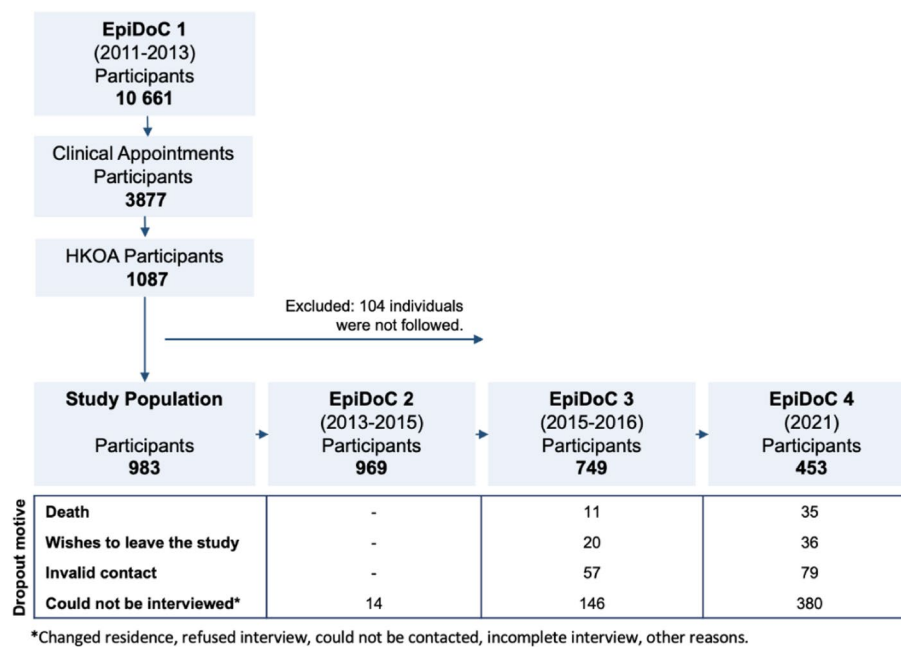 EpiDoC 1
(2011-2013)
Participants
10 661
Clinical Appointments
Participants
3877
HKOA Participants
1087
Excluded: 104 individuals
were not followed.
Study Population
Participants
983
EpiDoC 2
(2013-2015)
Participants
969
EpiDoC 3
(2015-2016)
Participants
749
EpiDoC 4
(2021)
Participants
453
Dropout motive
Death - 11 35
Wishes to leave the study - 20 36
Invalid contact - 57 79
Could not be interviewed* 14 146 380
*Changed residence, refused interview, could not be contacted, incomplete interview, other reasons.